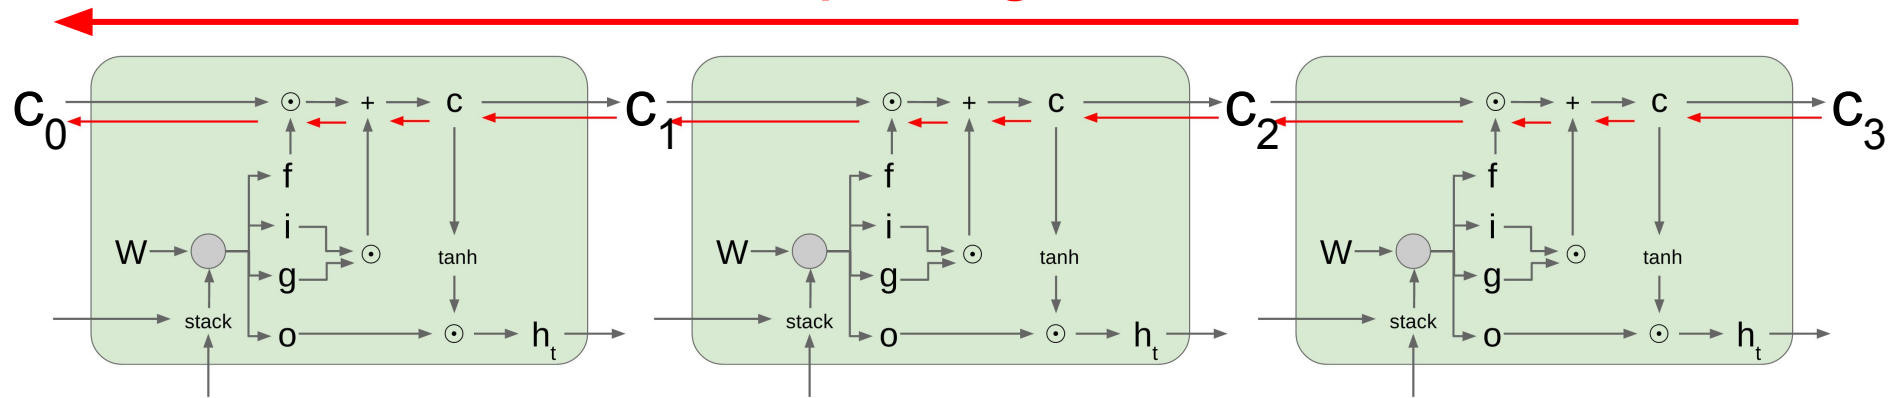 C0 ⊙ + c C1 ⊙ + c C2 ⊙ + c C3
f f f
i i i
W ⊙ W ⊙ W ⊙
tanh tanh tanh
g g g
stack stack stack
o ⊙ ht o ⊙ ht o ⊙ ht